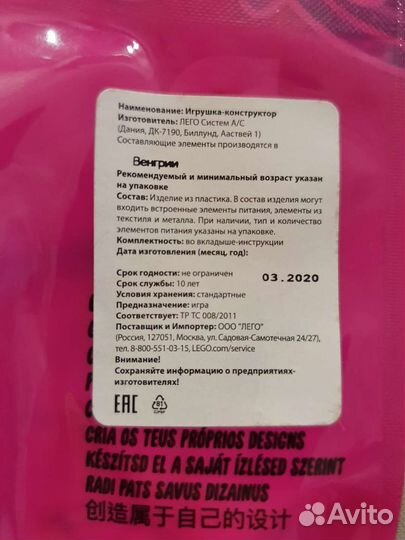 Наименование: Игрушка-конструктор
Изготовитель: ЛЕГО Систем А/С
(Дания, ДК-7190, Биллунд,Ааствей 1)
Составляющие элементы производятся в
Венгрии
Рекомендуемый и минимальный возраст указан
на упаковке
Состав: Изделие из пластика. В состав изделия могут
входить встроенные элементы питания, элементы из
текстиля и металла. При наличии, тип и количество
элементов питания указаны на упаковке.
Комплектность: во вкладыше-инструкции
Дата изготовления (месяц, год):
03.2020
Срок годности: не ограничен
Срок службы: 10 лет
Условия хранения: стандартные
Предназначение: игра
Соответствует: ТР ТС 008/2011
Поставщик и Импортер: ООО "ЛЕГО"
(Россия, 127051, Москва, ул. Садовая-Самотечная 24/27),
тел. 8-800-551-03-15, LEGO.com/service
Внимание!
Сохраняйте информацию о предприятиях-
изготовителях!
EAC
CRIA OS TEUS PRÓPRIOS DESIGNS
KÉSZÍTSD EL A SAJÁT ÍZLÉSED SZERINT
RADI PATS SAVUS DIZAINUS
创造属于自己的设计
Avito